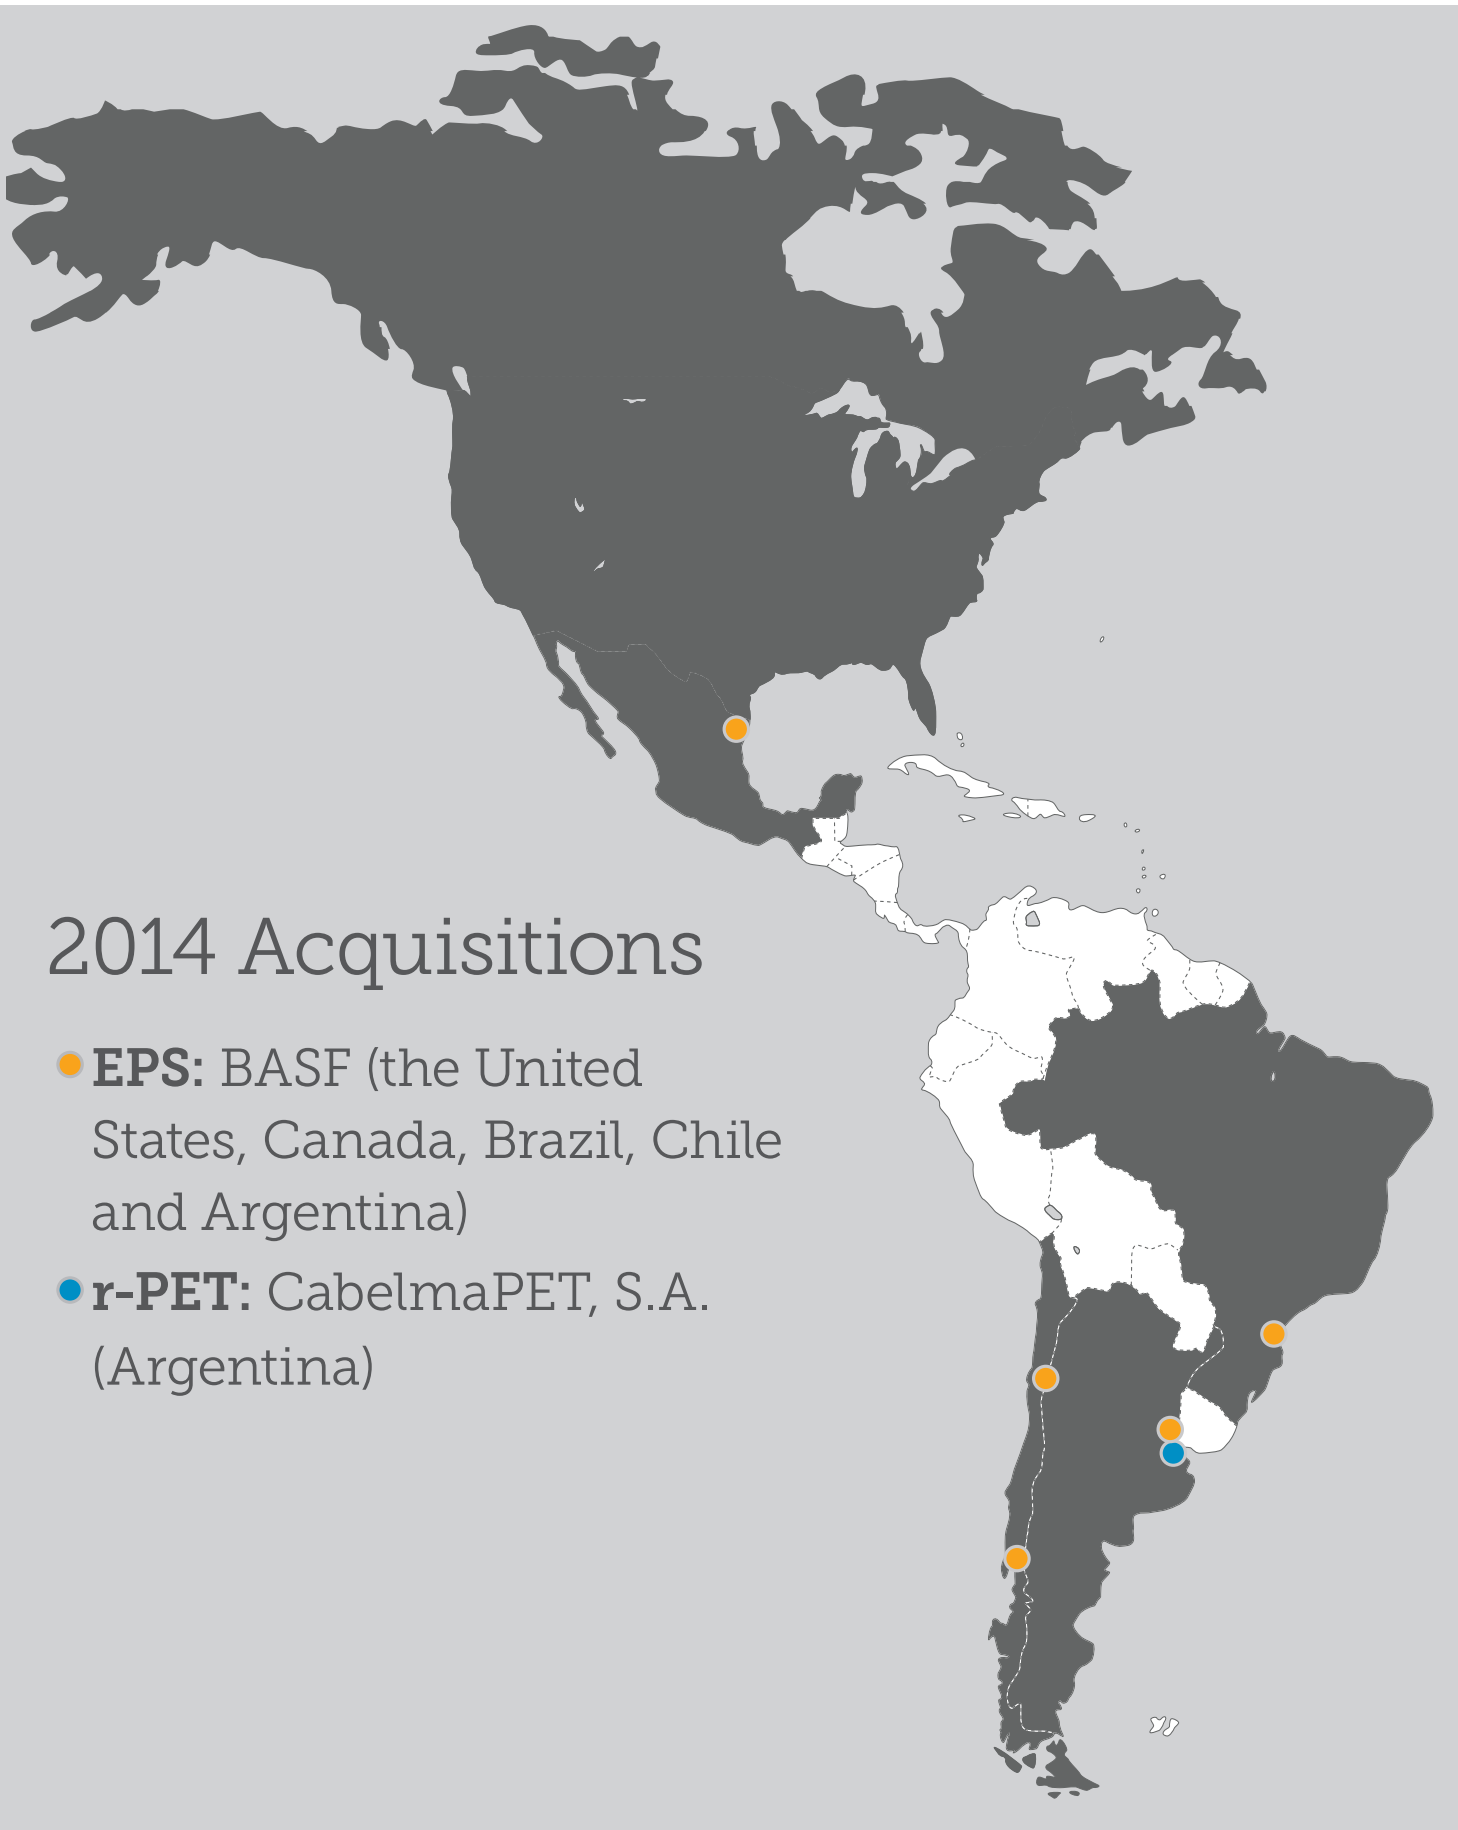 2014 Acquisitions
EPS: BASF (the United
States, Canada, Brazil, Chile
and Argentina)
r-PET: CabelmaPET, S.A.
(Argentina)